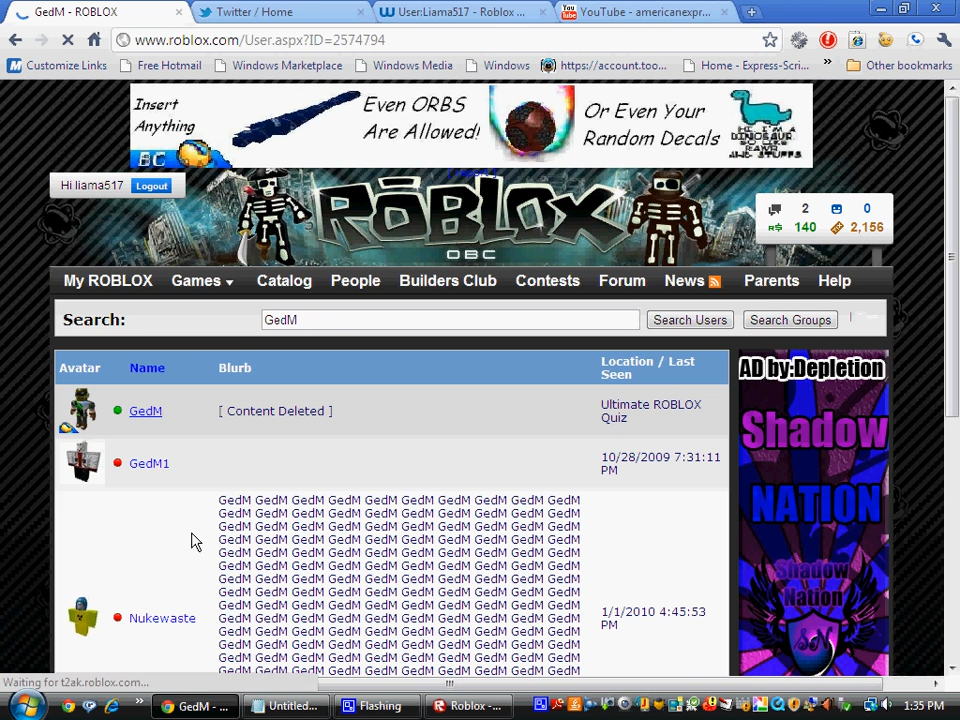 GedM - ROBLOX
Twitter / Home
User:Liama517 - Roblox ...
YouTube - americanexpr...
www.roblox.com/User.aspx?ID=2574794
Customize Links
Free Hotmail
Windows Marketplace
Windows Media
Windows
https://account.too...
Home - Express-Scri...
»
Other bookmarks
Insert
Anything
BC
Even ORBS
Are Allowed!
Or Even Your
Random Decals
HI, I'M A
DINOSAUR.
RAWR
AND STUFFS
Hi liama517
Logout
[ report ]
ROBLOX
OBC
2
0
R$ 140
2,156
My ROBLOX
Games
Catalog
People
Builders Club
Contests
Forum
News
Parents
Help
Search:
GedM
Search Users
Search Groups
Avatar
Name
Blurb
Location / Last
Seen
GedM
[ Content Deleted ]
Ultimate ROBLOX
Quiz
GedM1
10/28/2009 7:31:11
PM
Nukewaste
GedM GedM GedM GedM GedM GedM GedM GedM GedM GedM
GedM GedM GedM GedM GedM GedM GedM GedM GedM GedM
GedM GedM GedM GedM GedM GedM GedM GedM GedM GedM
GedM GedM GedM GedM GedM GedM GedM GedM GedM GedM
GedM GedM GedM GedM GedM GedM GedM GedM GedM GedM
GedM GedM GedM GedM GedM GedM GedM GedM GedM GedM
GedM GedM GedM GedM GedM GedM GedM GedM GedM GedM
GedM GedM GedM GedM GedM GedM GedM GedM GedM GedM
GedM GedM GedM GedM GedM GedM GedM GedM GedM GedM
GedM GedM GedM GedM GedM GedM GedM GedM GedM GedM
GedM GedM GedM GedM GedM GedM GedM GedM GedM GedM
GedM GedM GedM GedM GedM GedM GedM GedM GedM GedM
GedM GedM GedM GedM GedM GedM GedM GedM GedM GedM
GedM GedM GedM GedM GedM GedM GedM GedM GedM GedM
1/1/2010 4:45:53
PM
AD by:Depletion
Shadow
NATION
Shadow
Nation
SN
Waiting for t2ak.roblox.com...
GedM - ...
Untitled...
Flashing
Roblox -...
1:35 PM